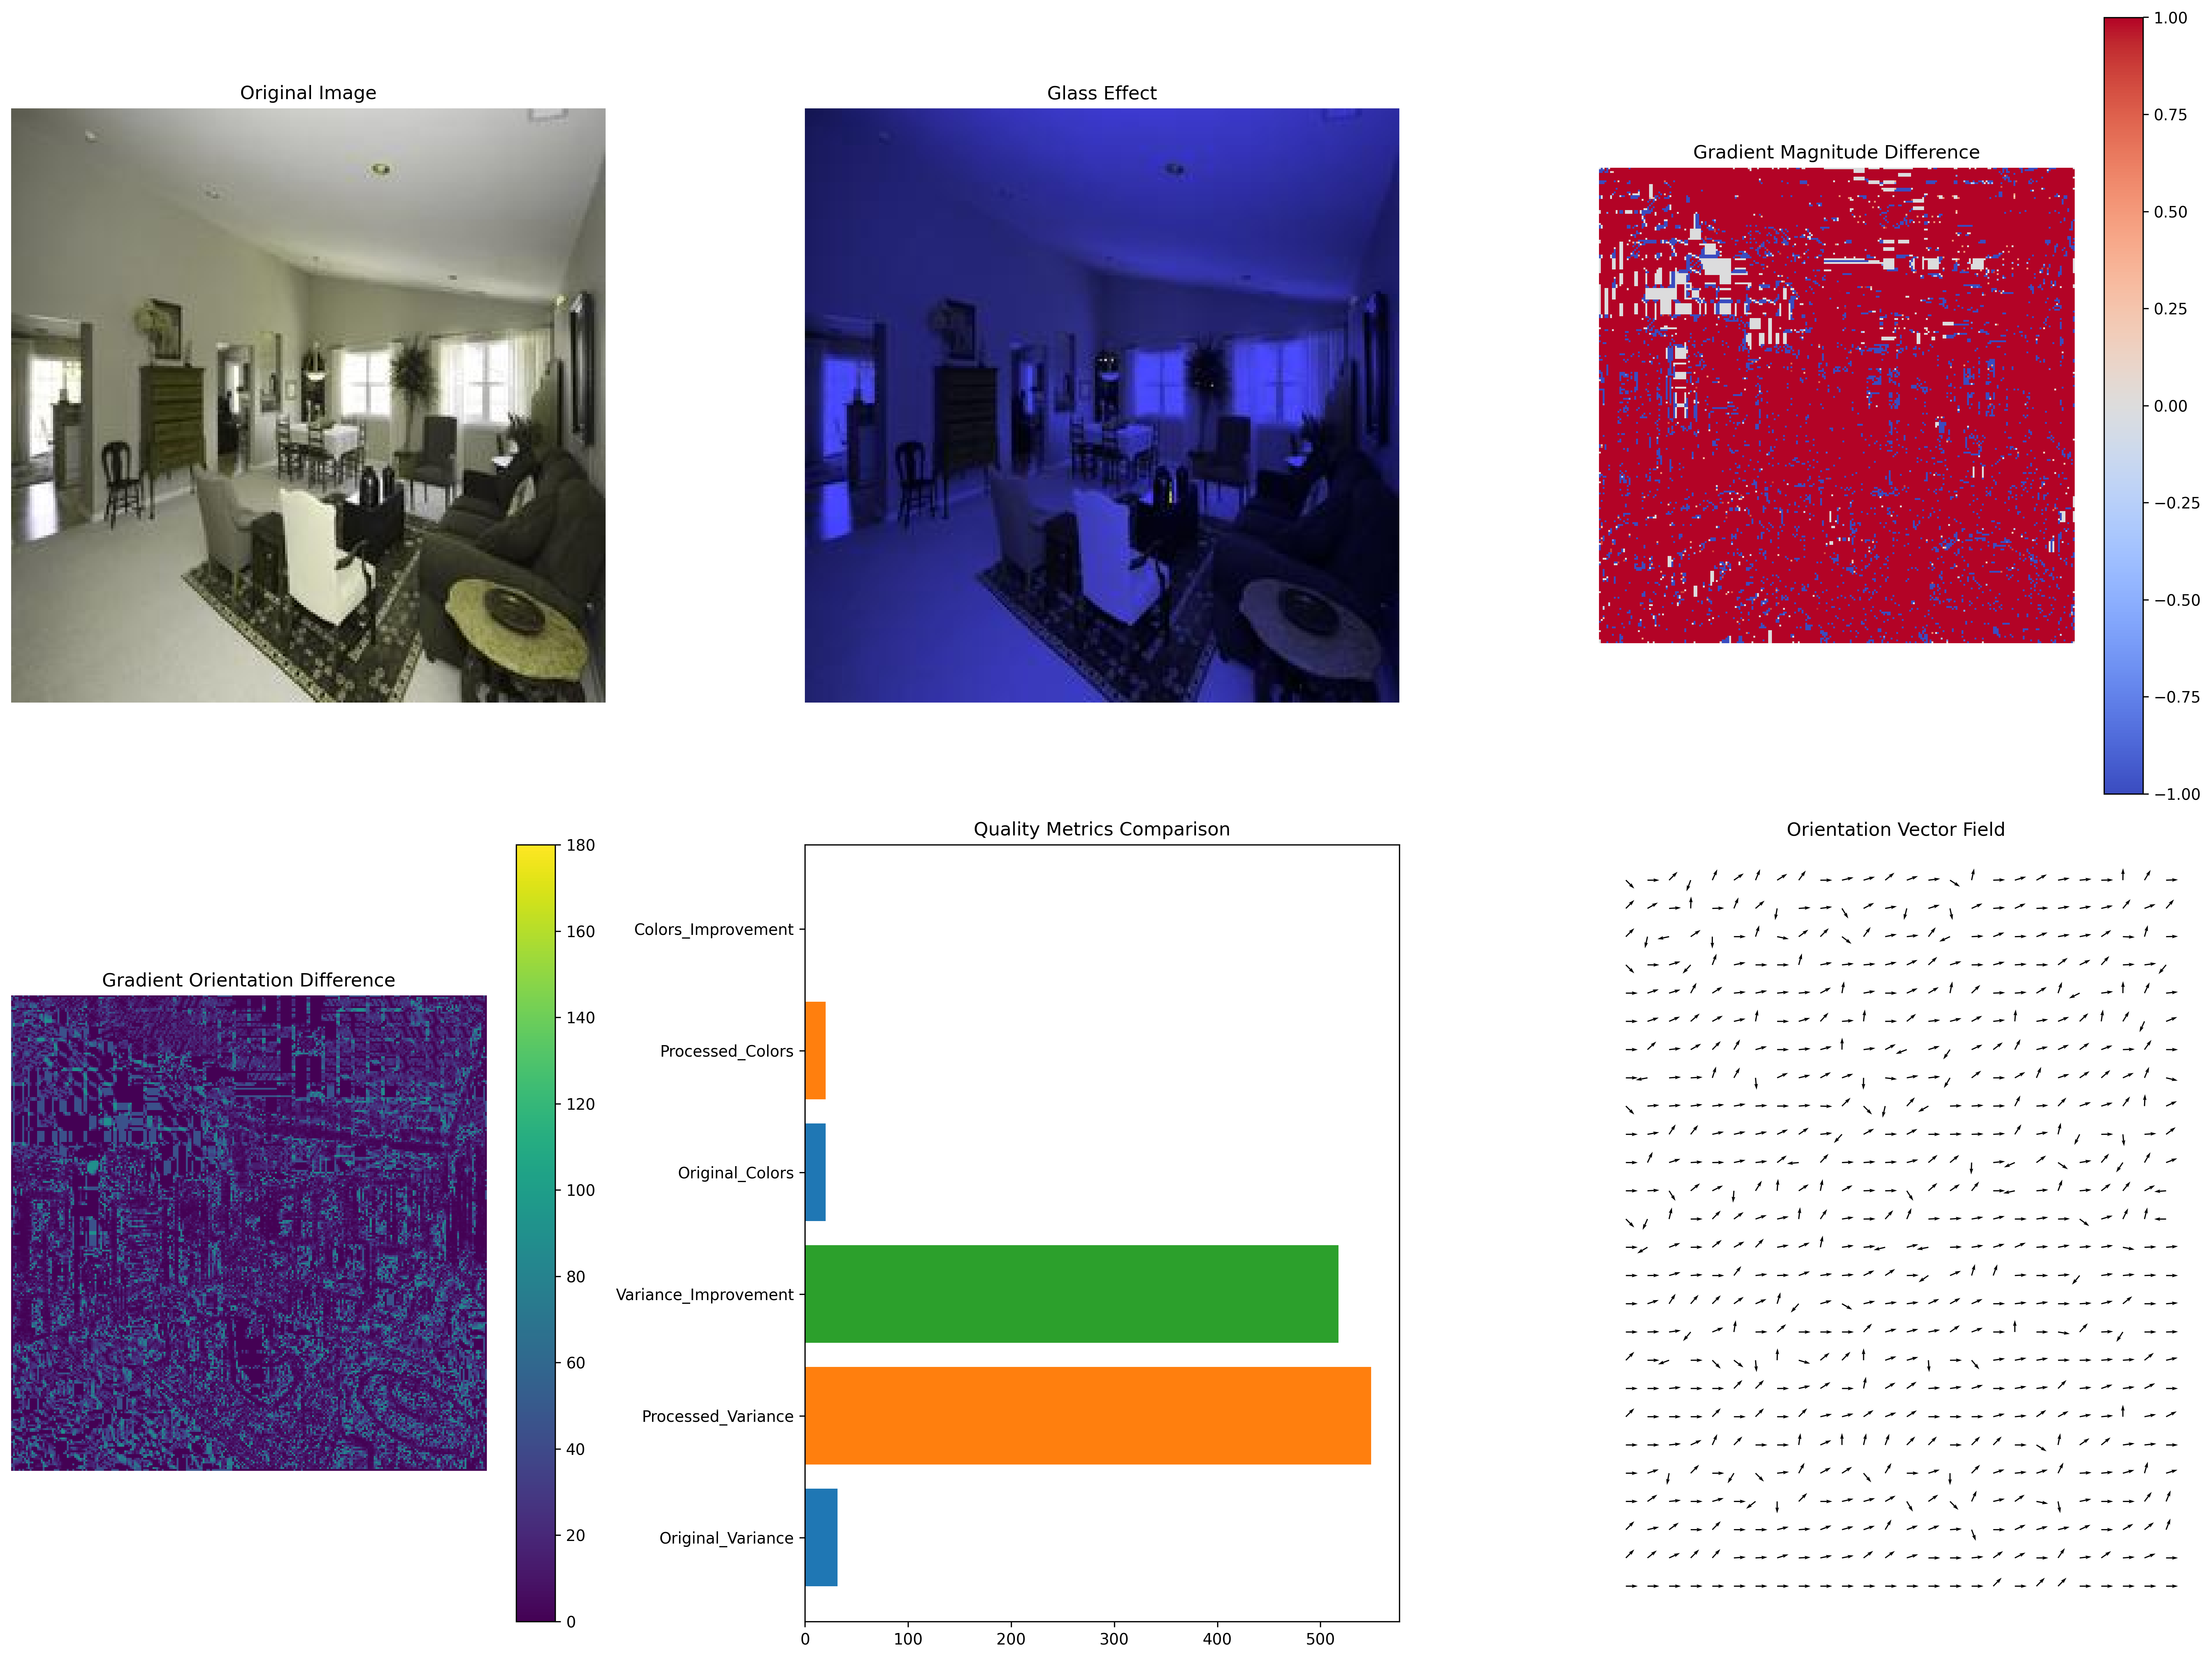 Original Image
Glass Effect
Gradient Magnitude Difference
1.00
0.75
0.50
0.25
0.00
−0.25
−0.50
−0.75
−1.00
Gradient Orientation Difference
180
160
140
120
100
80
60
40
20
0
Quality Metrics Comparison
Colors_Improvement
Processed_Colors
Original_Colors
Variance_Improvement
Processed_Variance
Original_Variance
0 100 200 300 400 500
Orientation Vector Field